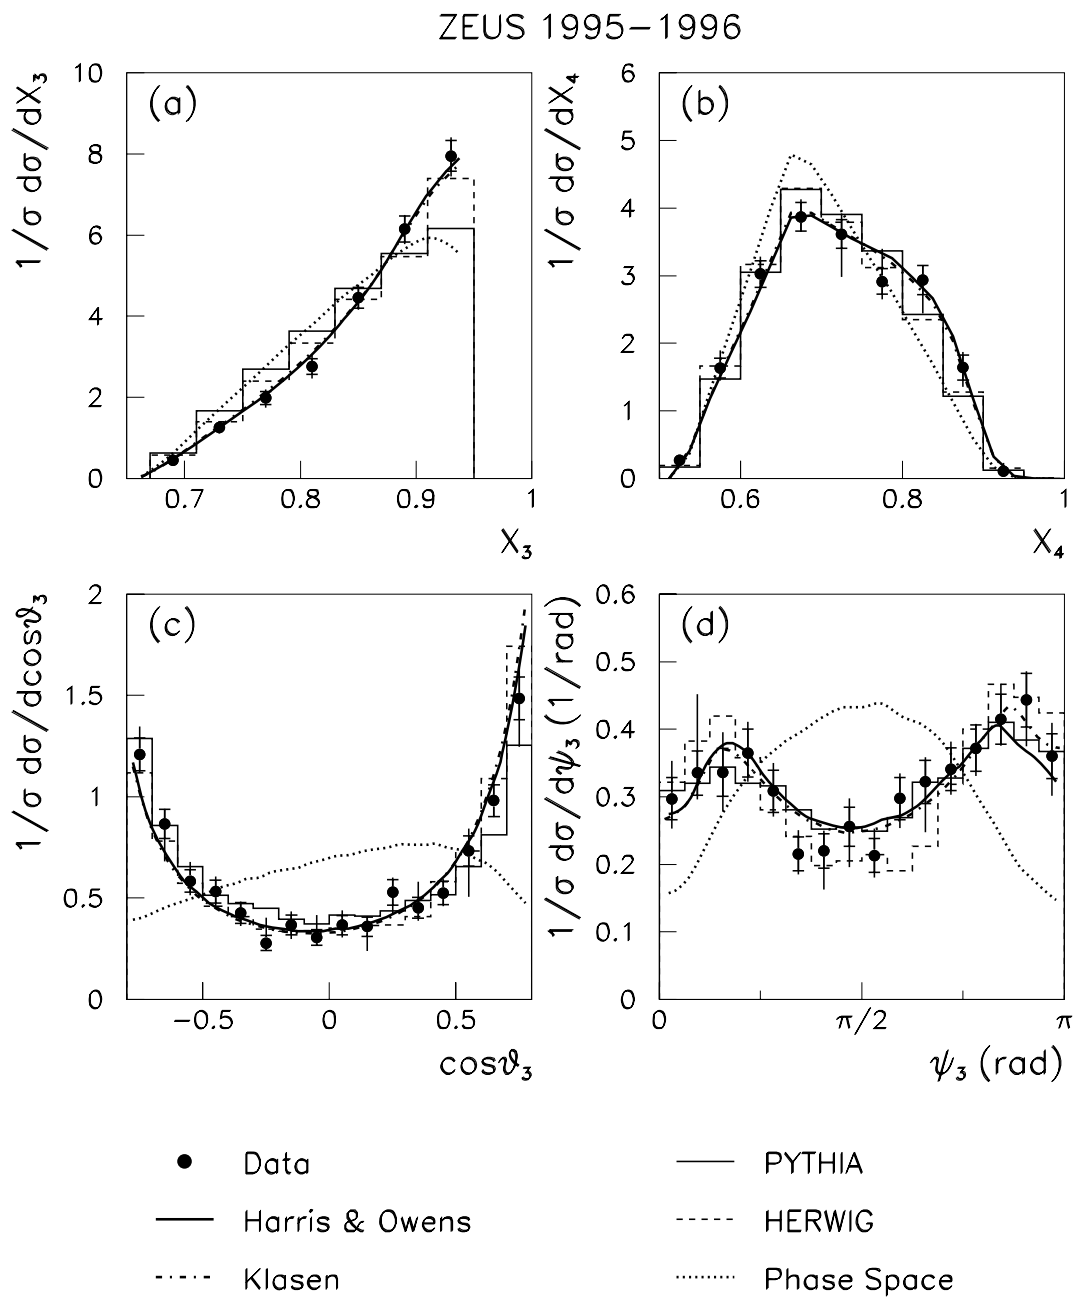 ZEUS 1995−1996
1/σ dσ/dX₃
(a)
10
8
6
4
2
0
0.7 0.8 0.9 1
X₃
1/σ dσ/dX₄
(b)
6
5
4
3
2
1
0
0.6 0.8 1
X₄
1/σ dσ/dcosϑ₃
(c)
2
1.5
1
0.5
0
−0.5 0 0.5
cosϑ₃
1/σ dσ/dψ₃ (1/rad)
(d)
0.6
0.5
0.4
0.3
0.2
0.1
0
0 π/2 π
ψ₃ (rad)
Data
Harris & Owens
Klasen
PYTHIA
HERWIG
Phase Space